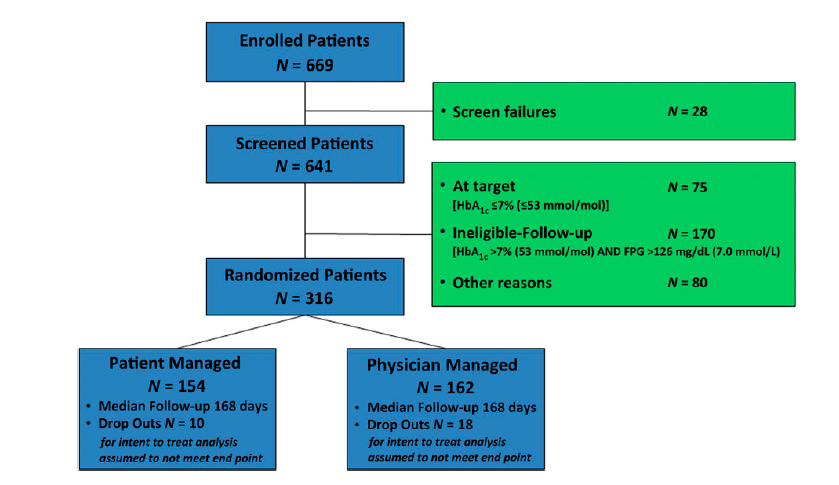 Enrolled Patients
N = 669
• Screen failures N = 28
Screened Patients
N = 641
• At target N = 75
[HbA1c ≤7% (≤53 mmol/mol)]
• Ineligible-Follow-up N = 170
[HbA1c >7% (53 mmol/mol) AND FPG >126 mg/dL (7.0 mmol/L)
• Other reasons N = 80
Randomized Patients
N = 316
Patient Managed
N = 154
• Median Follow-up 168 days
• Drop Outs N = 10
for intent to treat analysis
assumed to not meet end point
Physician Managed
N = 162
• Median Follow-up 168 days
• Drop Outs N = 18
for intent to treat analysis
assumed to not meet end point